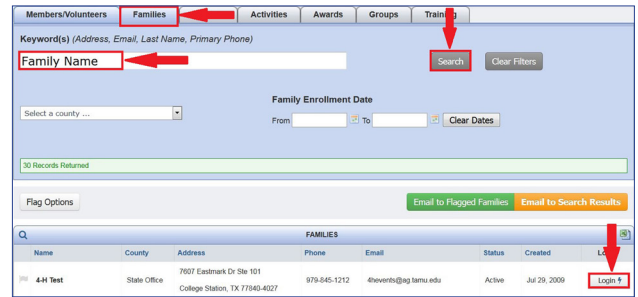 Members/Volunteers Families Activities Awards Groups Training
Keyword(s) (Address, Email, Last Name, Primary Phone)
Family Name Search Clear Filters
Family Enrollment Date
Select a county ... From To Clear Dates
30 Records Returned
Flag Options Email to Flagged Families Email to Search Results
FAMILIES
Name County Address Phone Email Status Created
4-H Test State Office 7607 Eastmark Dr Ste 101 979-845-1212 4hevents@ag.tamu.edu Active Jul 29, 2009 Login
College Station, TX 77840-4027